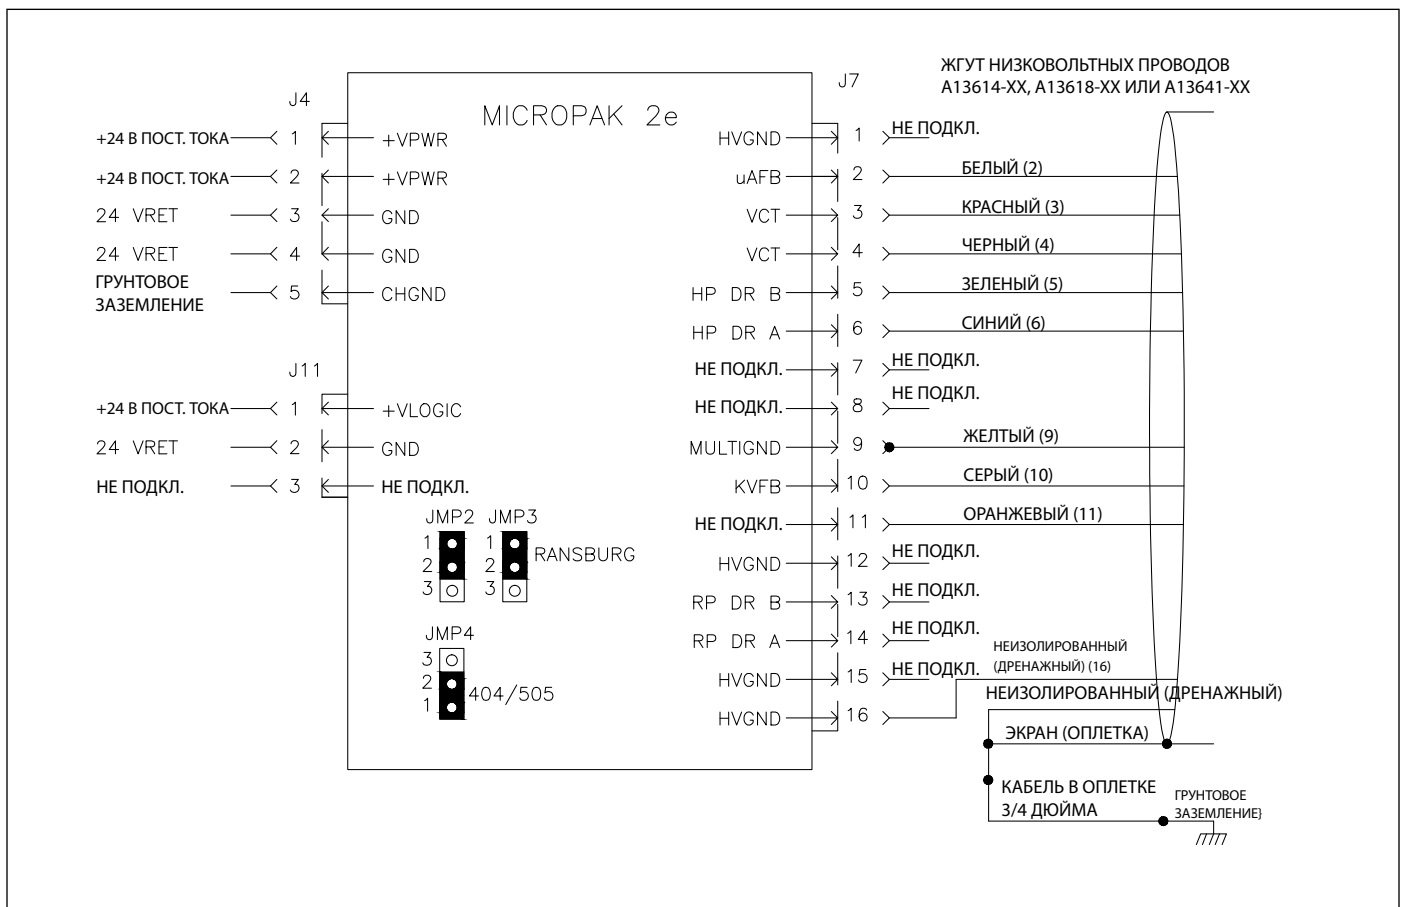 ЖГУТ НИЗКОВОЛЬТНЫХ ПРОВОДОВ
A13614-XX, A13618-XX ИЛИ A13641-XX
MICROPAK 2e
J4
+24 В ПОСТ. ТОКА 1 +VPWR
+24 В ПОСТ. ТОКА 2 +VPWR
24 VRET 3 GND
24 VRET 4 GND
ГРУНТОВОЕ
ЗАЗЕМЛЕНИЕ
5 CHGND
J11
+24 В ПОСТ. ТОКА 1 +VLOGIC
24 VRET 2 GND
НЕ ПОДКЛ. 3 НЕ ПОДКЛ.
JMP2 JMP3
1 1
2 2 RANSBURG
3 3
JMP4
3
2
404/505
1
J7
HVGND 1 НЕ ПОДКЛ.
uAFB 2 БЕЛЫЙ (2)
VCT 3 КРАСНЫЙ (3)
VCT 4 ЧЕРНЫЙ (4)
HP DR B 5 ЗЕЛЕНЫЙ (5)
HP DR A 6 СИНИЙ (6)
НЕ ПОДКЛ. 7 НЕ ПОДКЛ.
НЕ ПОДКЛ. 8 НЕ ПОДКЛ.
MULTIGND 9 ЖЕЛТЫЙ (9)
KVFB 10 СЕРЫЙ (10)
НЕ ПОДКЛ. 11 ОРАНЖЕВЫЙ (11)
HVGND 12 НЕ ПОДКЛ.
RP DR B 13 НЕ ПОДКЛ.
RP DR A 14 НЕ ПОДКЛ.
HVGND 15 НЕ ПОДКЛ.
HVGND 16
НЕИЗОЛИРОВАННЫЙ
(ДРЕНАЖНЫЙ) (16)
НЕИЗОЛИРОВАННЫЙ (ДРЕНАЖНЫЙ)
ЭКРАН (ОПЛЕТКА)
КАБЕЛЬ В ОПЛЕТКЕ
3/4 ДЮЙМА
ГРУНТОВОЕ
ЗАЗЕМЛЕНИЕ}